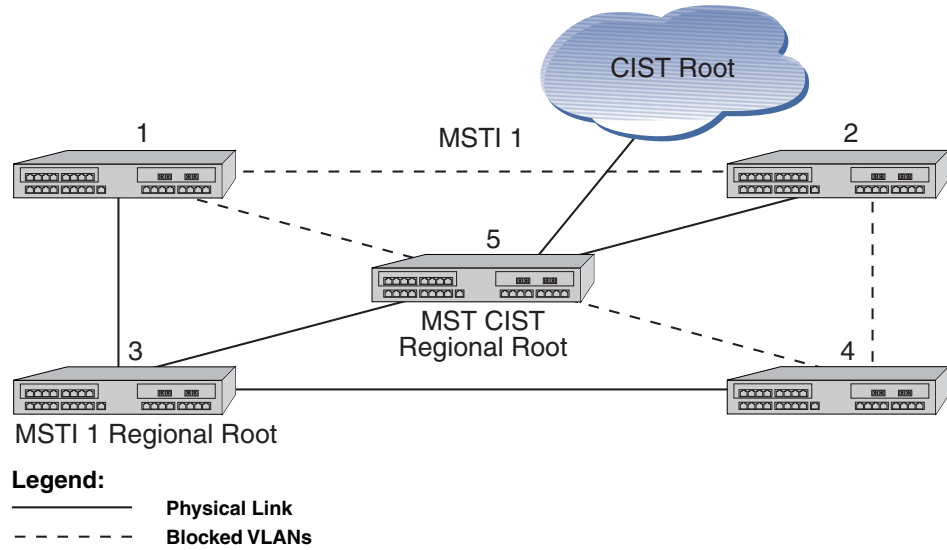 CIST Root
1
MSTI 1
2
5
MST CIST
Regional Root
3
4
MSTI 1 Regional Root
Legend:
Physical Link
Blocked VLANs